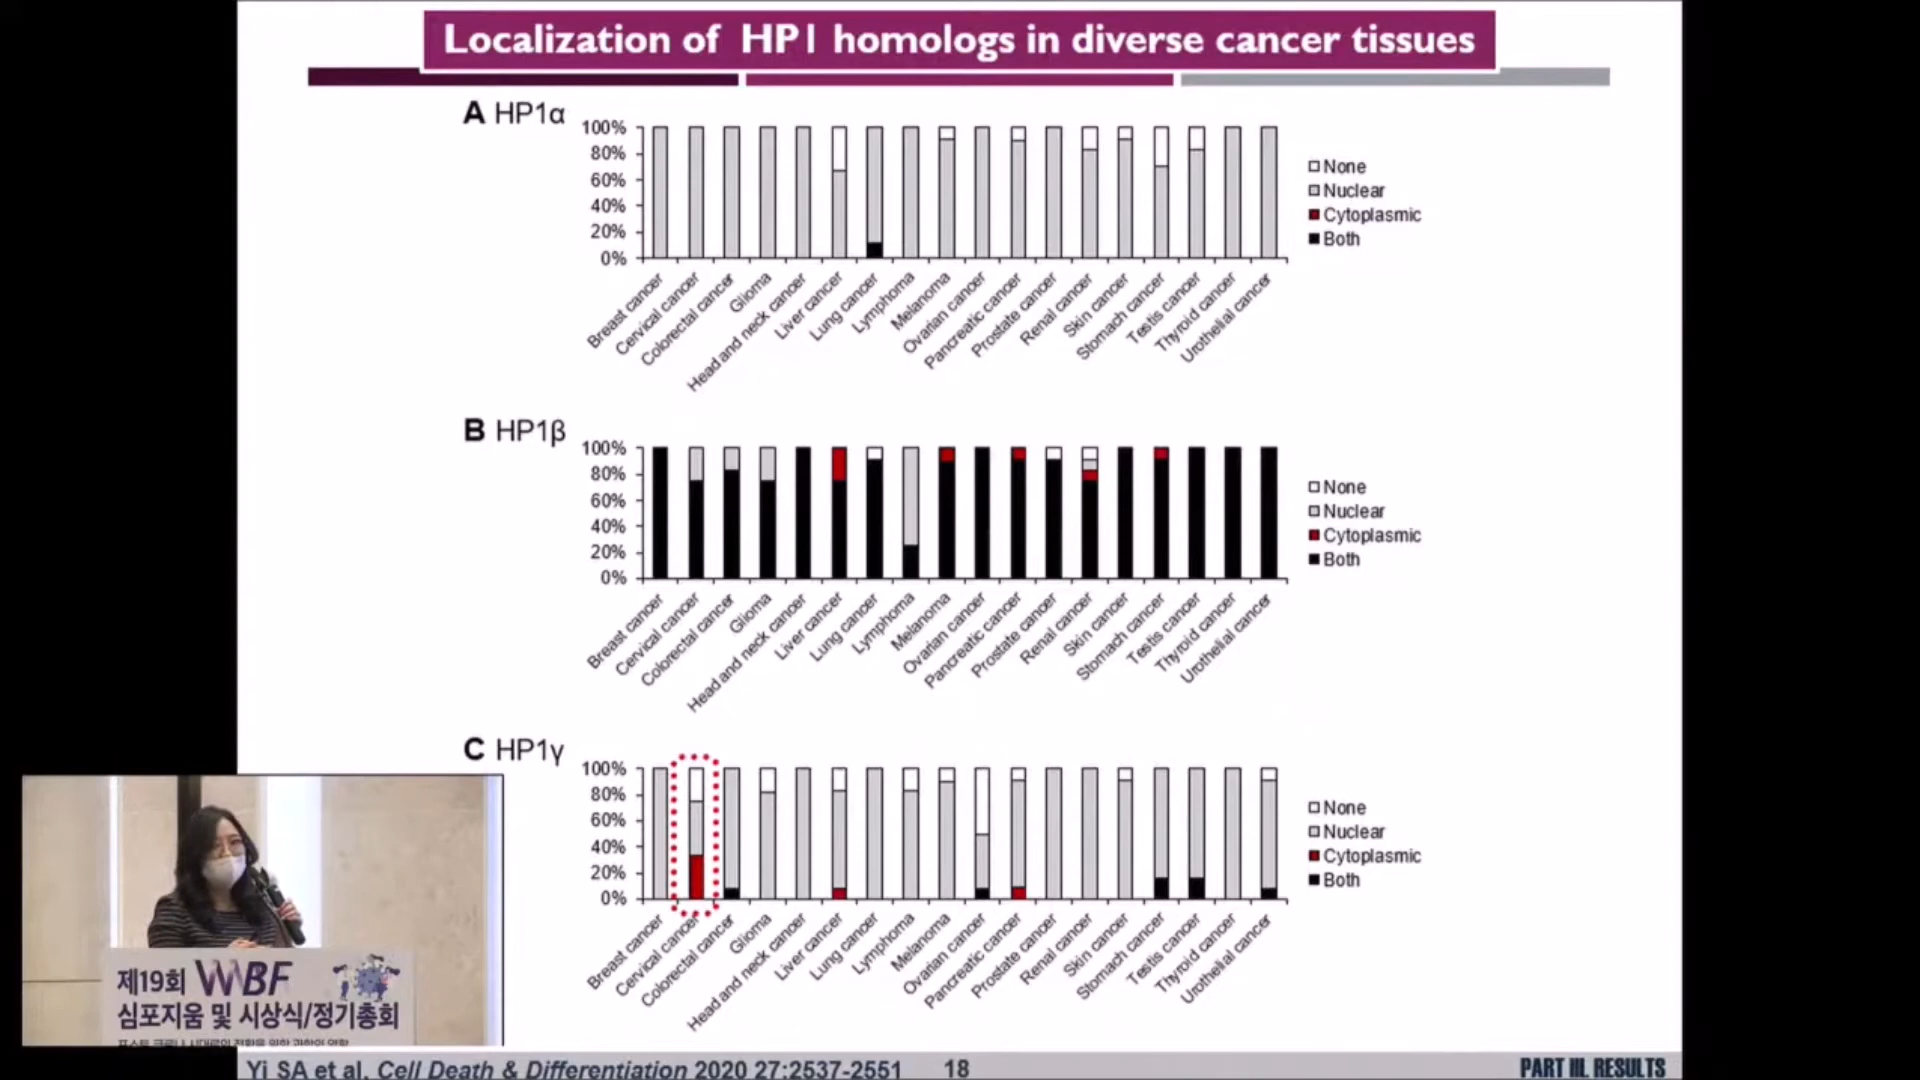 Localization of HP1 homologs in diverse cancer tissues
A HP1α
100%
80%
60%
40%
20%
0%
Breast cancer
Cervical cancer
Colorectal cancer
Glioma
Head and neck cancer
Liver cancer
Lung cancer
Lymphoma
Melanoma
Ovarian cancer
Pancreatic cancer
Prostate cancer
Renal cancer
Skin cancer
Stomach cancer
Testis cancer
Thyroid cancer
Urothelial cancer
None
Nuclear
Cytoplasmic
Both
B HP1β
100%
80%
60%
40%
20%
0%
Breast cancer
Cervical cancer
Colorectal cancer
Glioma
Head and neck cancer
Liver cancer
Lung cancer
Lymphoma
Melanoma
Ovarian cancer
Pancreatic cancer
Prostate cancer
Renal cancer
Skin cancer
Stomach cancer
Testis cancer
Thyroid cancer
Urothelial cancer
None
Nuclear
Cytoplasmic
Both
C HP1γ
100%
80%
60%
40%
20%
0%
Breast cancer
Cervical cancer
Colorectal cancer
Glioma
Head and neck cancer
Liver cancer
Lung cancer
Lymphoma
Melanoma
Ovarian cancer
Pancreatic cancer
Prostate cancer
Renal cancer
Skin cancer
Stomach cancer
Testis cancer
Thyroid cancer
Urothelial cancer
None
Nuclear
Cytoplasmic
Both
제19회 WBF
심포지움 및 시상식/정기총회
Yi SA et al, Cell Death & Differentiation 2020 27:2537-2551
18
PART III. RESULTS